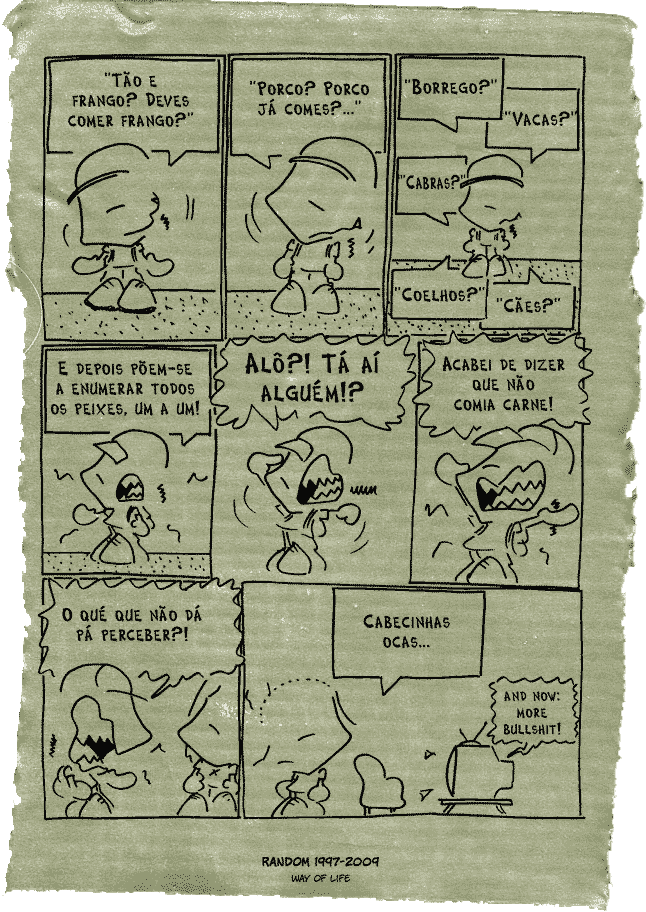 "TÃO E
FRANGO? DEVES
COMER FRANGO?"
"PORCO? PORCO
JÁ COMES?..."
"BORREGO?"
"VACAS?"
"CABRAS?"
"COELHOS?"
"CÃES?"
E DEPOIS PÕEM-SE
A ENUMERAR TODOS
OS PEIXES, UM A UM!
ALÔ?! TÁ AÍ
ALGUÉM!?
ACABEI DE DIZER
QUE NÃO
COMIA CARNE!
O QUÉ QUE NÃO DÁ
PÁ PERCEBER?!
CABECINHAS
OCAS...
AND NOW:
MORE
BULLSHIT!
RANDOM 1997-2009
WAY OF LIFE